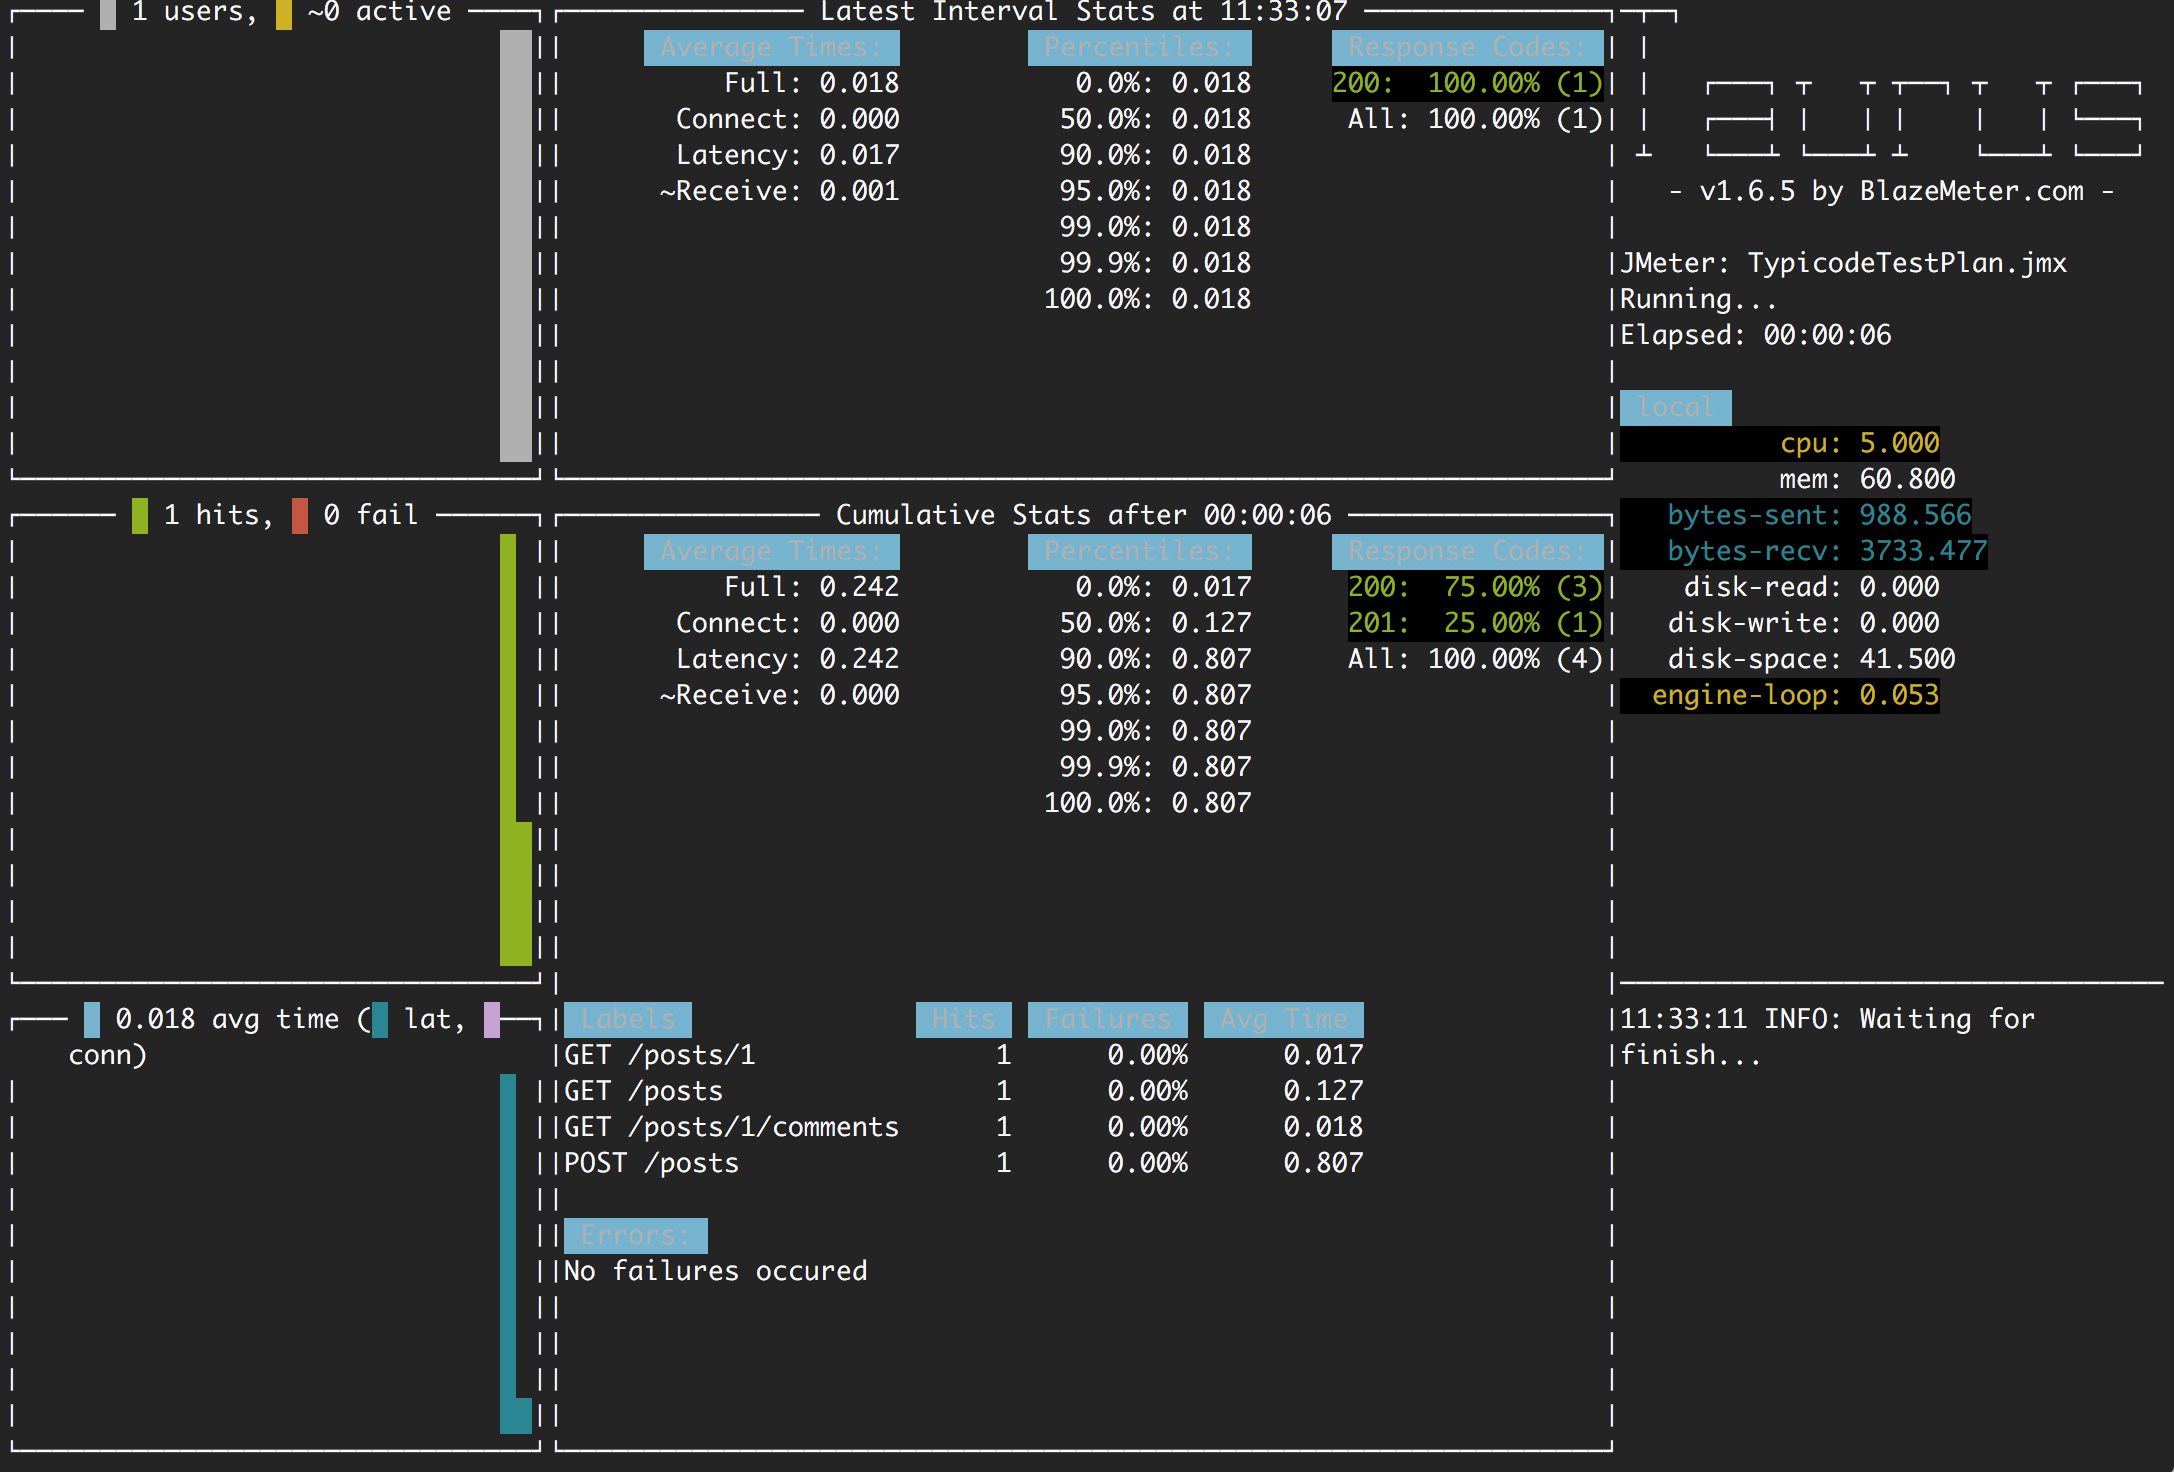 1 users, ~0 active
Latest Interval Stats at 11:33:07
Average Times: Percentiles: Response Codes:
Full: 0.018 0.0%: 0.018 200: 100.00% (1)
Connect: 0.000 50.0%: 0.018 All: 100.00% (1)
Latency: 0.017 90.0%: 0.018
~Receive: 0.001 95.0%: 0.018
99.0%: 0.018
99.9%: 0.018
100.0%: 0.018
Taurus
- v1.6.5 by BlazeMeter.com -
JMeter: TypicodeTestPlan.jmx
Running...
Elapsed: 00:00:06
local
cpu: 5.000
mem: 60.800
bytes-sent: 988.566
bytes-recv: 3733.477
disk-read: 0.000
disk-write: 0.000
disk-space: 41.500
engine-loop: 0.053
1 hits, 0 fail
Cumulative Stats after 00:00:06
Average Times: Percentiles: Response Codes:
Full: 0.242 0.0%: 0.017 200: 75.00% (3)
Connect: 0.000 50.0%: 0.127 201: 25.00% (1)
Latency: 0.242 90.0%: 0.807 All: 100.00% (4)
~Receive: 0.000 95.0%: 0.807
99.0%: 0.807
99.9%: 0.807
100.0%: 0.807
0.018 avg time ( lat,
conn)
Labels Hits Failures Avg Time
GET /posts/1 1 0.00% 0.017
GET /posts 1 0.00% 0.127
GET /posts/1/comments 1 0.00% 0.018
POST /posts 1 0.00% 0.807
Errors:
No failures occured
11:33:11 INFO: Waiting for
finish...